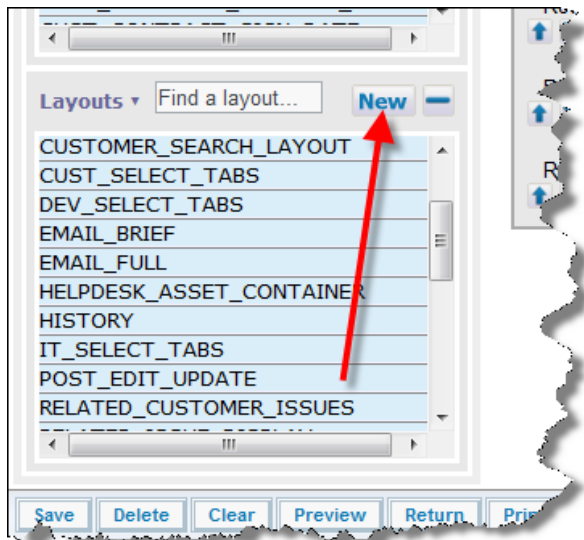 Layouts ▾ Find a layout... New
CUSTOMER_SEARCH_LAYOUT
CUST_SELECT_TABS
DEV_SELECT_TABS
EMAIL_BRIEF
EMAIL_FULL
HELPDESK_ASSET_CONTAINER
HISTORY
IT_SELECT_TABS
POST_EDIT_UPDATE
RELATED_CUSTOMER_ISSUES
Save Delete Clear Preview Return